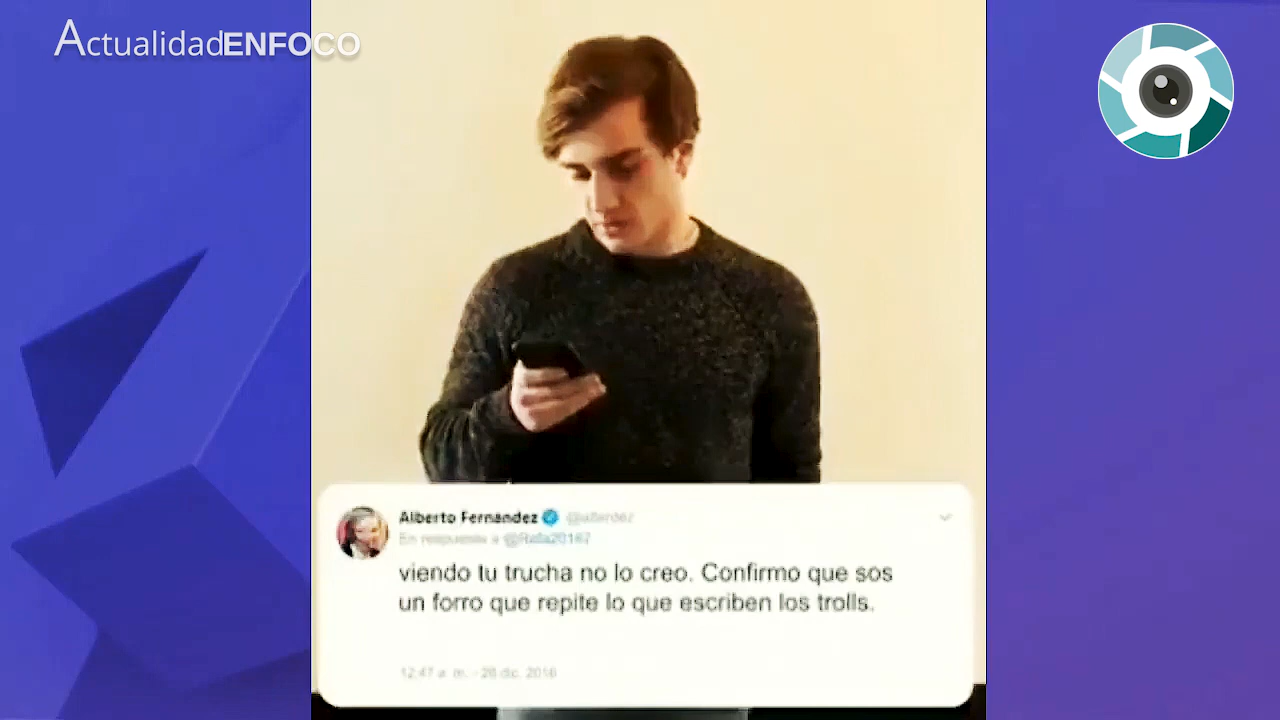 ActualidadENFOCO
Alberto Fernández @alferdez
En respuesta a @Rafa20167
viendo tu trucha no lo creo. Confirmo que sos
un forro que repite lo que escriben los trolls.
12:47 a. m. - 28 dic. 2016